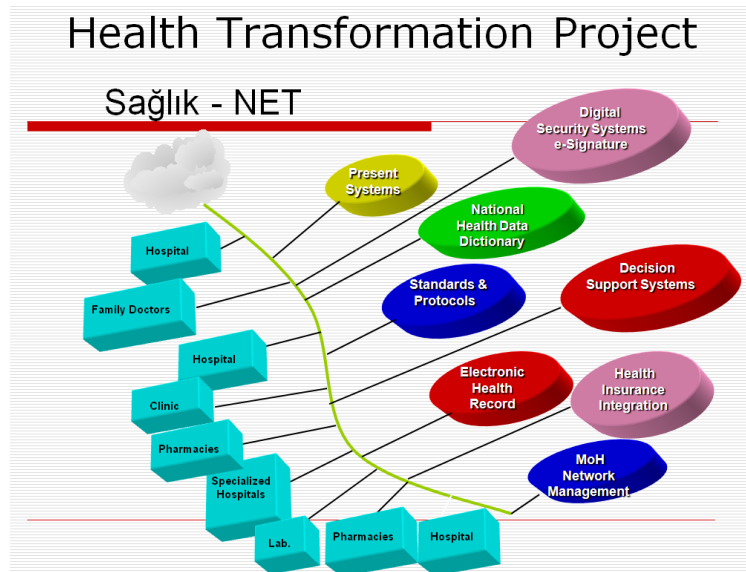 Health Transformation Project
Sağlık - NET
Digital
Security Systems
e-Signature
Present
Systems
National
Health Data
Dictionary
Hospital
Decision
Support Systems
Standards &
Protocols
Family Doctors
Hospital
Electronic
Health
Record
Health
Insurance
Integration
Clinic
Pharmacies
MoH
Network
Management
Specialized
Hospitals
Lab.
Pharmacies
Hospital